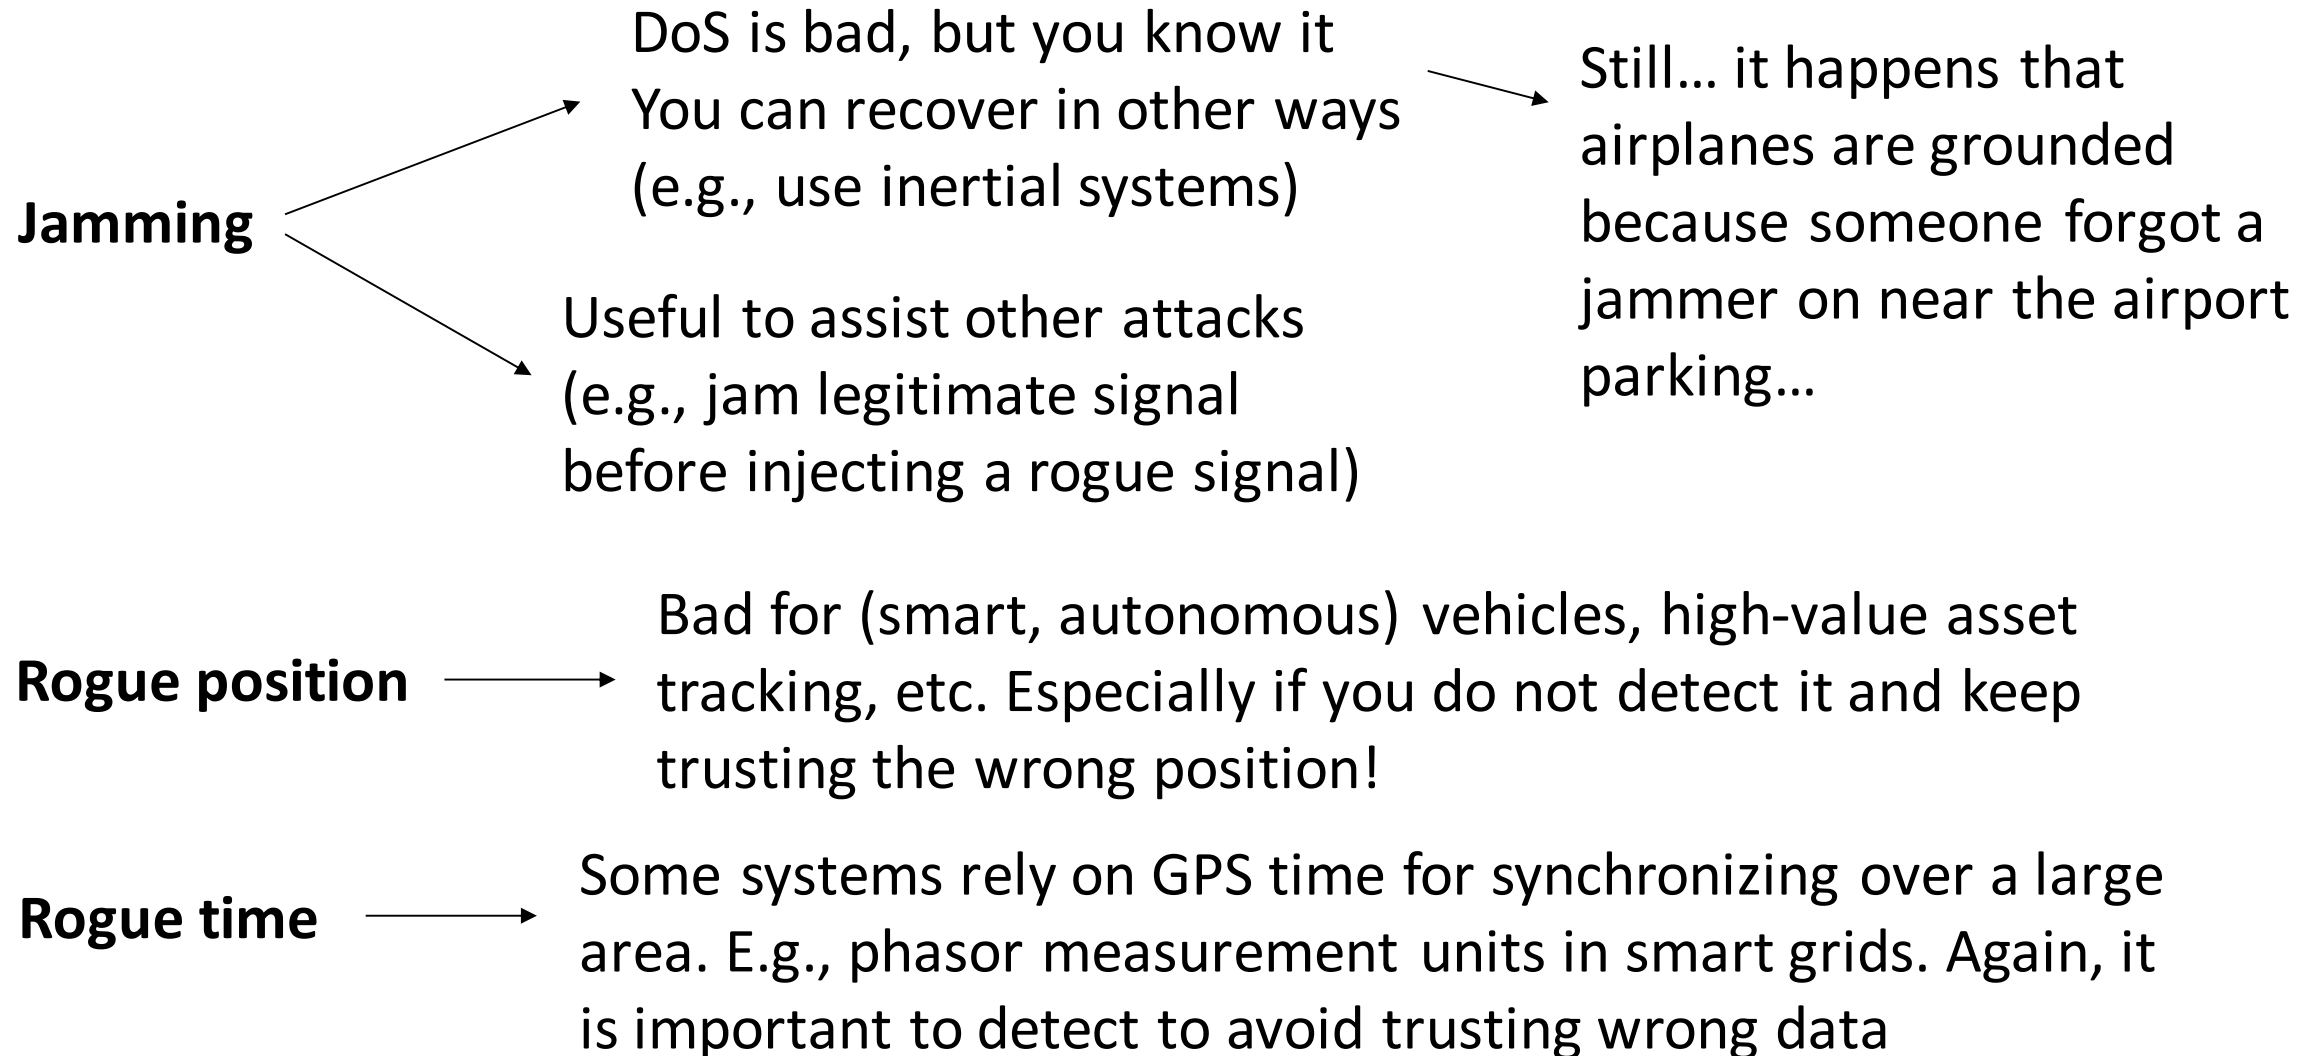 Jamming
DoS is bad, but you know it
You can recover in other ways
(e.g., use inertial systems)
Still... it happens that
airplanes are grounded
because someone forgot a
jammer on near the airport
parking...
Useful to assist other attacks
(e.g., jam legitimate signal
before injecting a rogue signal)
Rogue position
Bad for (smart, autonomous) vehicles, high-value asset
tracking, etc. Especially if you do not detect it and keep
trusting the wrong position!
Rogue time
Some systems rely on GPS time for synchronizing over a large
area. E.g., phasor measurement units in smart grids. Again, it
is important to detect to avoid trusting wrong data